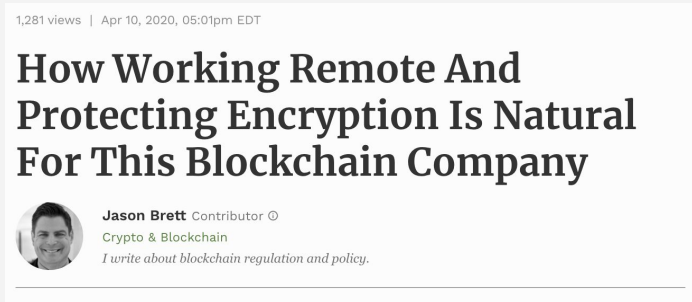 1,281 views | Apr 10, 2020, 05:01pm EDT
How Working Remote And
Protecting Encryption Is Natural
For This Blockchain Company
Jason Brett Contributor
Crypto & Blockchain
I write about blockchain regulation and policy.